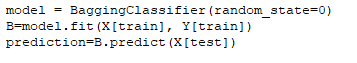 model = BaggingClassifier(random_state=0)
B=model.fit(X[train], Y[train])
prediction=B.predict(X[test])